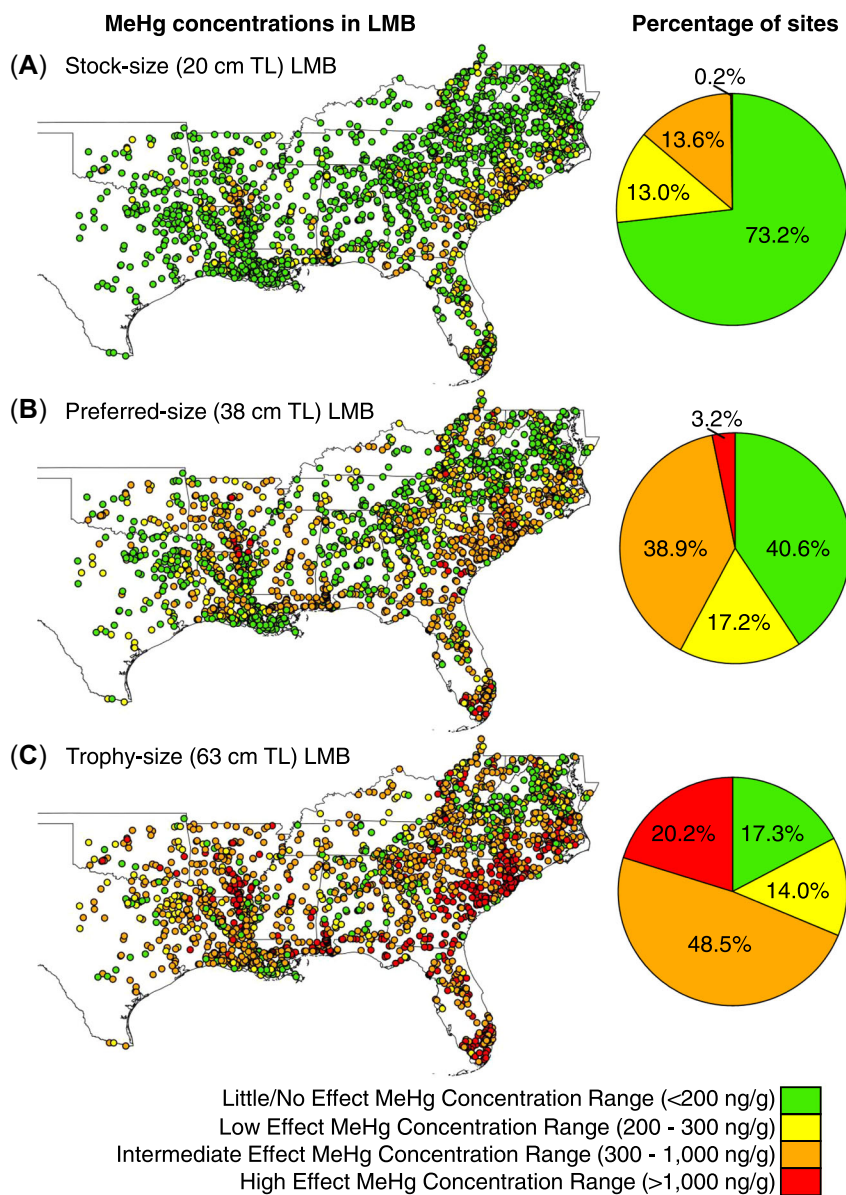 MeHg concentrations in LMB
Percentage of sites
(A) Stock-size (20 cm TL) LMB
0.2%
13.6%
13.0%
73.2%
(B) Preferred-size (38 cm TL) LMB
3.2%
38.9%
40.6%
17.2%
(C) Trophy-size (63 cm TL) LMB
20.2%
17.3%
14.0%
48.5%
Little/No Effect MeHg Concentration Range (<200 ng/g)
Low Effect MeHg Concentration Range (200 - 300 ng/g)
Intermediate Effect MeHg Concentration Range (300 - 1,000 ng/g)
High Effect MeHg Concentration Range (>1,000 ng/g)